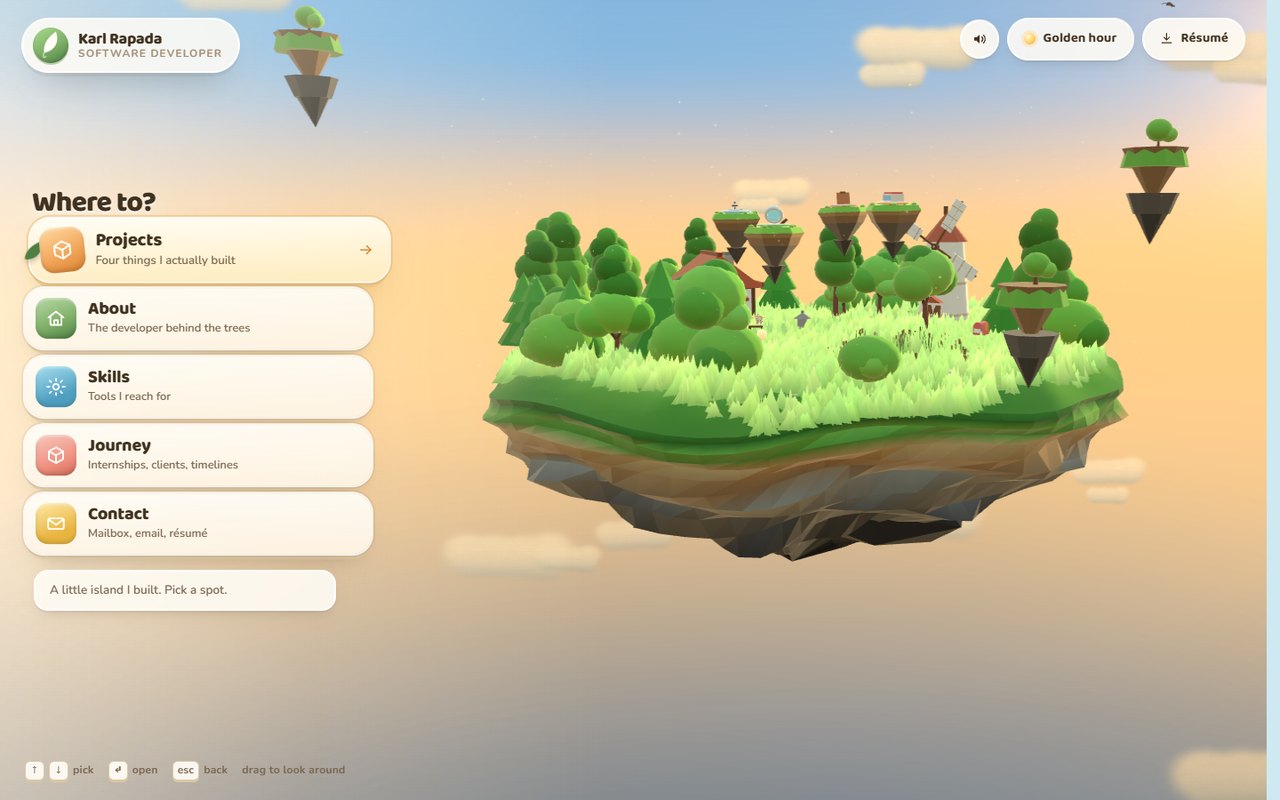 Karl Rapada
SOFTWARE DEVELOPER
Golden hour
Résumé
Where to?
Projects
Four things I actually built
About
The developer behind the trees
Skills
Tools I reach for
Journey
Internships, clients, timelines
Contact
Mailbox, email, résumé
A little island I built. Pick a spot.
↑ ↓ pick ↵ open esc back drag to look around